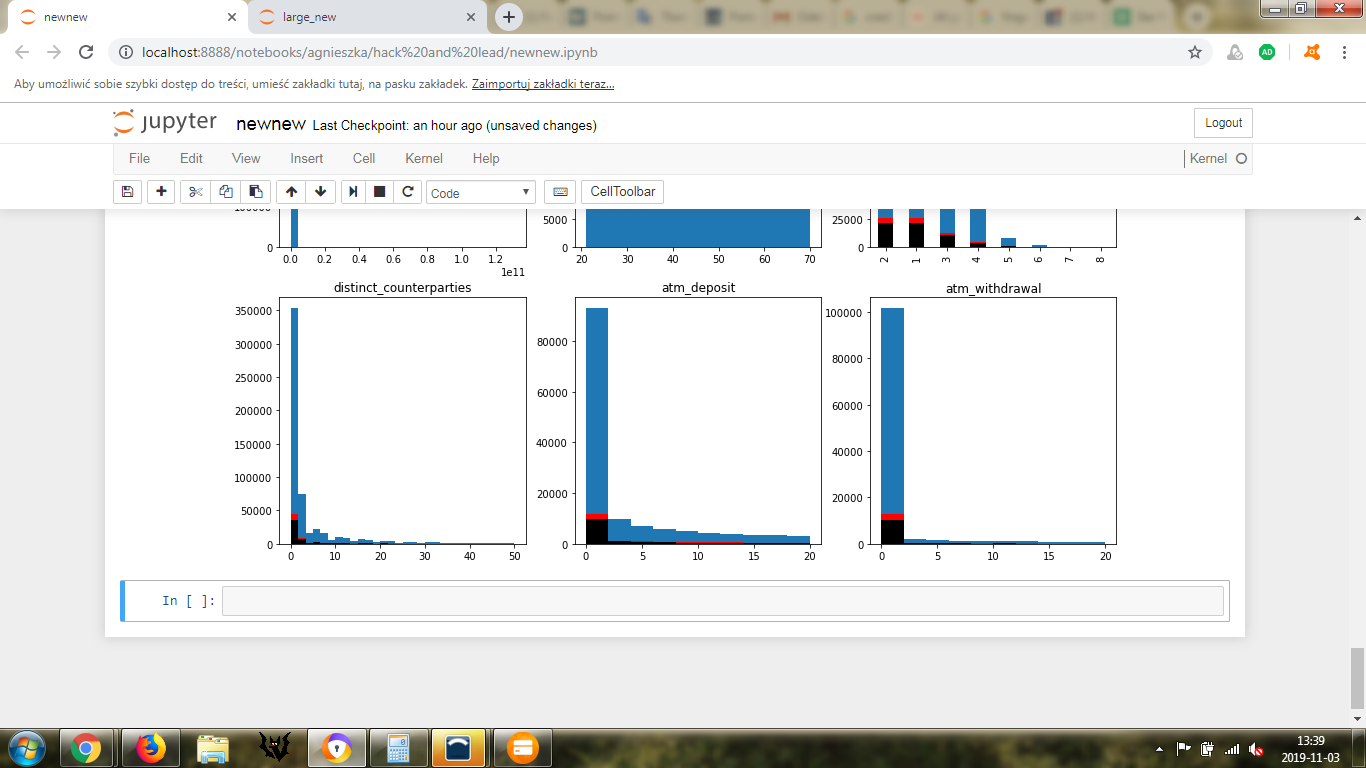 newnew
large_new
localhost:8888/notebooks/agnieszka/hack%20and%20lead/newnew.ipynb
AD
Aby umożliwić sobie szybki dostęp do treści, umieść zakładki tutaj, na pasku zakładek. Zaimportuj zakładki teraz...
jupyter newnew Last Checkpoint: an hour ago (unsaved changes) Logout
File Edit View Insert Cell Kernel Help Kernel
Code CellToolbar
5000 25000
0 0 0
0.0 0.2 0.4 0.6 0.8 1.0 1.2 20 30 40 50 60 70 2 1 3 4 5 6 7 8
1e11
distinct_counterparties atm_deposit atm_withdrawal
350000
300000
250000
200000
150000
100000
50000
0
0 10 20 30 40 50
80000
60000
40000
20000
0
0 5 10 15 20
100000
80000
60000
40000
20000
0
0 5 10 15 20
In [ ]:
13:39
2019-11-03